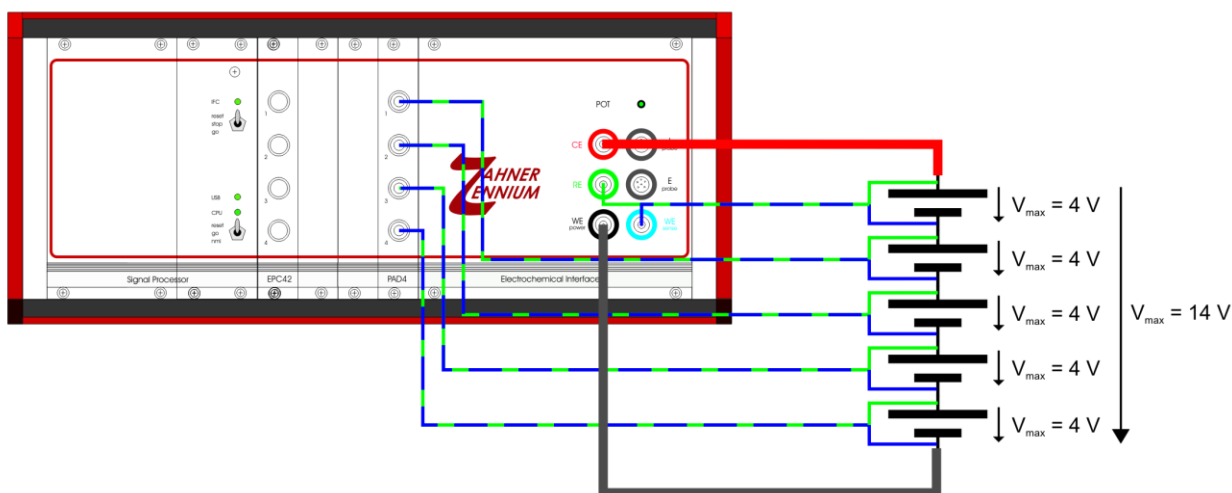 IFC
reset
stop
go
1
2
3
4
USB
CPU
reset
go
nmi
1
2
3
4
ZAHNER
ZENNIUM
POT
CE
RE
E
probe
WE
power
WE
sense
Signal Processor
EPC42
PAD4
Electrochemical Interface
Vmax = 4 V
Vmax = 4 V
Vmax = 4 V
Vmax = 4 V
Vmax = 4 V
Vmax = 14 V